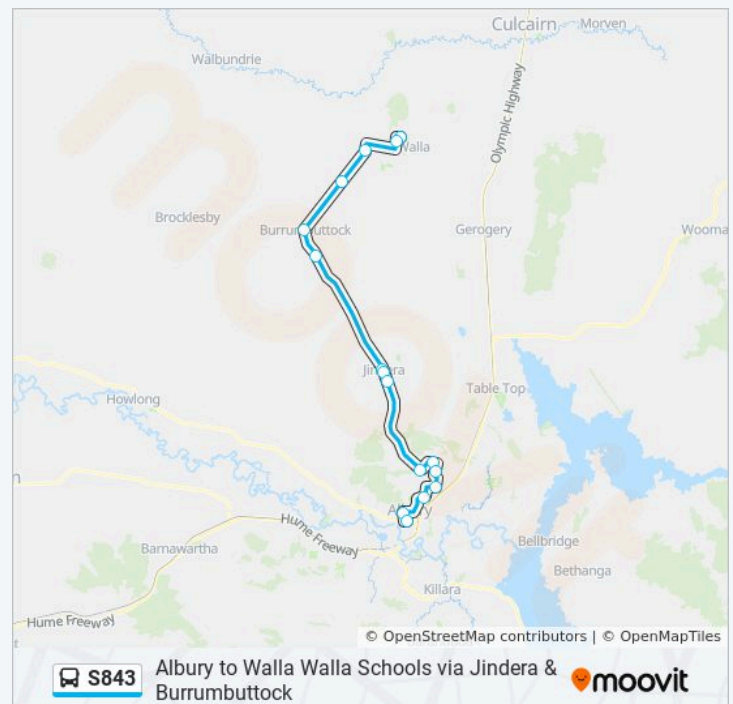 Culcairn
Morven
Walbundrie
Olympic Highway
Walla
Brocklesby
Burrumbuttock
Gerogery
Wooma
Jindera
Table Top
Howlong
n
Albury
Hume Freeway
Barnawartha
Bellbridge
Bethanga
Killara
Hume Freeway
© OpenStreetMap contributors | © OpenMapTiles
S843
Albury to Walla Walla Schools via Jindera &
Burrumbuttock
moovit